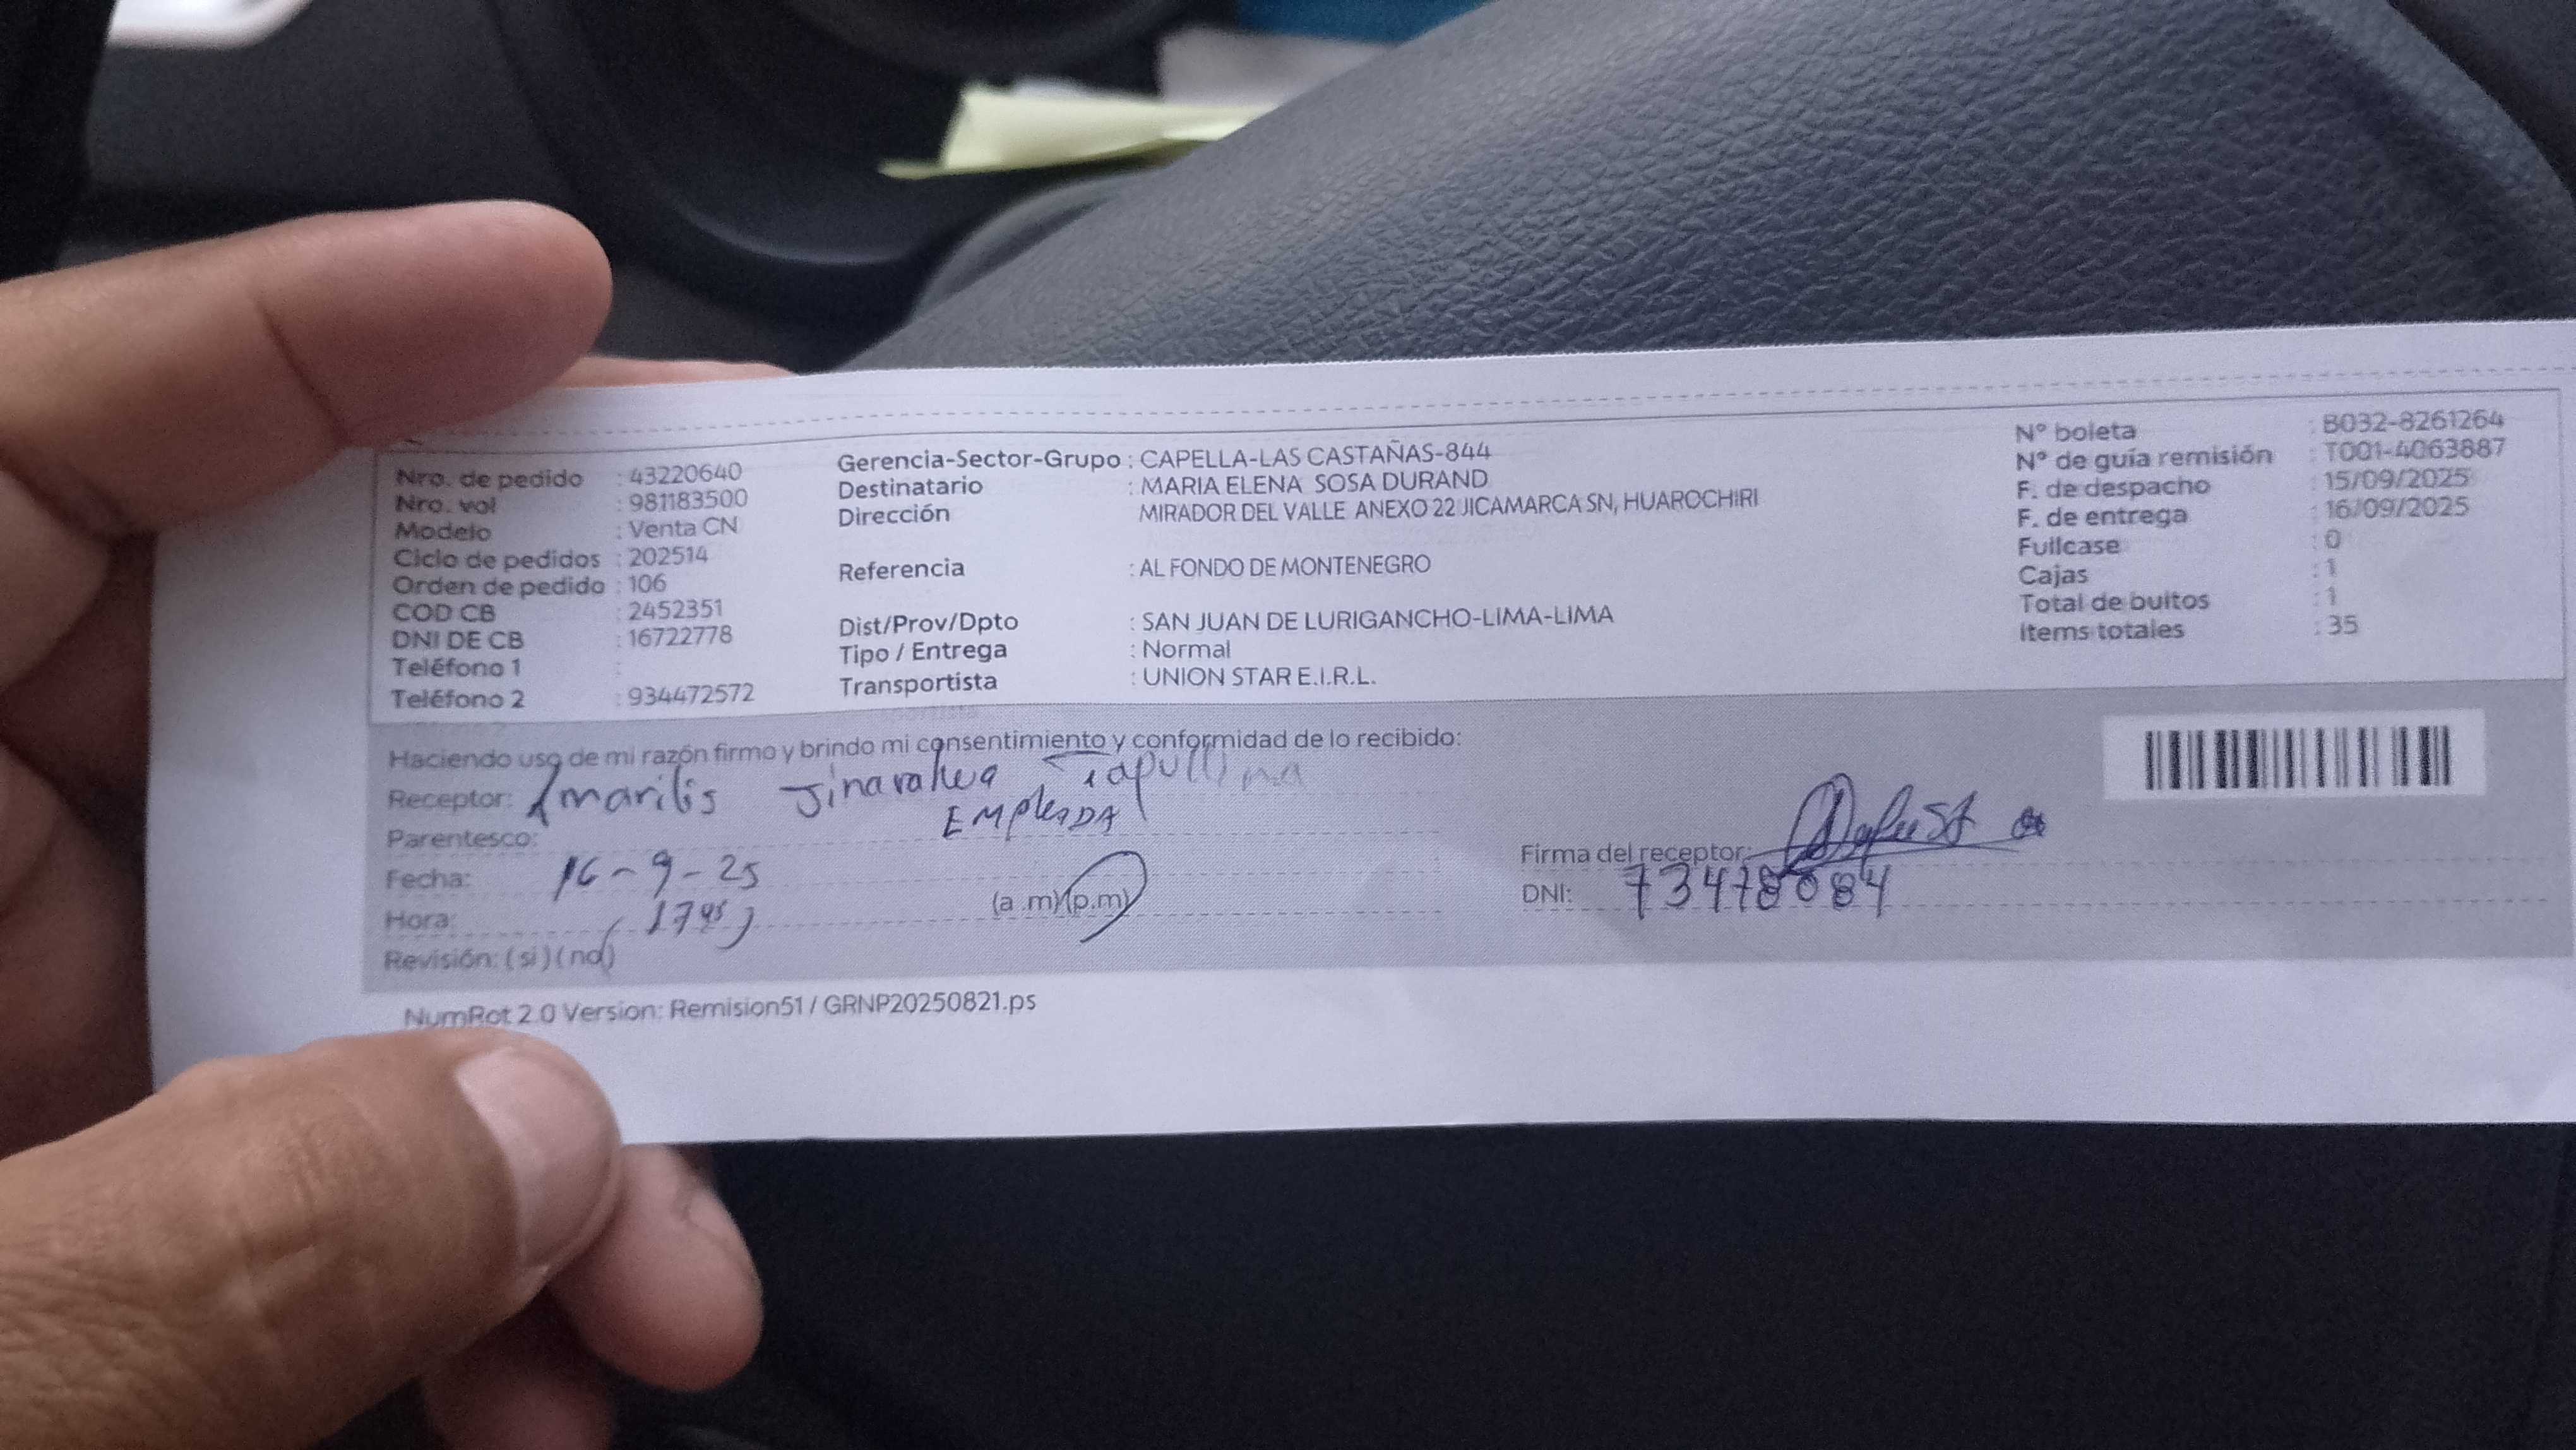 Nro. de pedido : 43220640
Nro. vol : 981183500
Modelo : Venta CN
Ciclo de pedidos : 202514
Orden de pedido : 106
COD CB : 2452351
DNI DE CB : 16722778
Teléfono 1 :
Teléfono 2 : 934472572
Gerencia-Sector-Grupo : CAPELLA-LAS CASTAÑAS-844
Destinatario : MARIA ELENA SOSA DURAND
Dirección MIRADOR DEL VALLE ANEXO 22 JICAMARCA SN, HUAROCHIRI
Referencia : AL FONDO DE MONTENEGRO
Dist/Prov/Dpto : SAN JUAN DE LURIGANCHO-LIMA-LIMA
Tipo / Entrega : Normal
Transportista : UNION STAR E.I.R.L.
Nº boleta : B032-8261264
Nº de guía remisión : T001-4063887
F. de despacho : 15/09/2025
F. de entrega : 16/09/2025
Fullcase : 0
Cajas : 1
Total de bultos : 1
Items totales : 35
Haciendo uso de mi razón firmo y brindo mi consentimiento y conformidad de lo recibido:
Receptor: Amarilis
Parentesco: EMPleADA
Fecha: 16-9-25
Hora: (1745) (a .m)(p.m)
Revisión: (si) (no)
Firma del receptor:
DNI:
NumRot 2.0 Version: Remision51 / GRNP20250821.ps